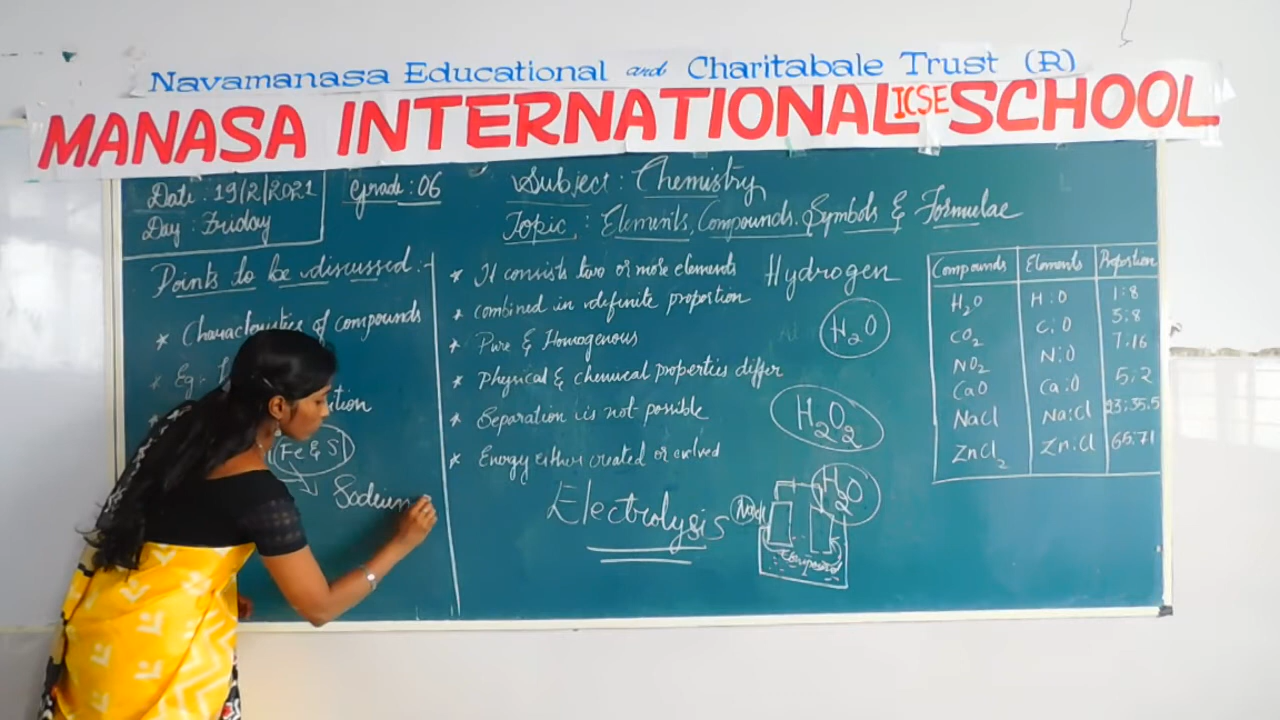 Navamanasa Educational and Charitabale Trust (R)
MANASA INTERNATIONAL ICSE SCHOOL
Date : 19/2/2021
Day : Friday
Grade : 06
Subject : Chemistry
Topic : Elements, Compounds. Symbols & Formulae
Points to be discussed :-
* Characteristics of compounds
* Eg :
Fe & S
Sodium
* It consists two or more elements
* combined in definite proportion
* Pure & Homogenous
* Physical & chemical properties differ
* Separation is not possible
* Energy either created or evolved
Electrolysis
Hydrogen
H2O
H2O2
H2O
NaCl
Compound
Compounds Elements Proportion
H2O H:O 1:8
CO2 C:O 3:8
NO2 N:O 7:16
CaO Ca:O 5:2
NaCl Na:Cl 23:35.5
ZnCl2 Zn:Cl 65:71